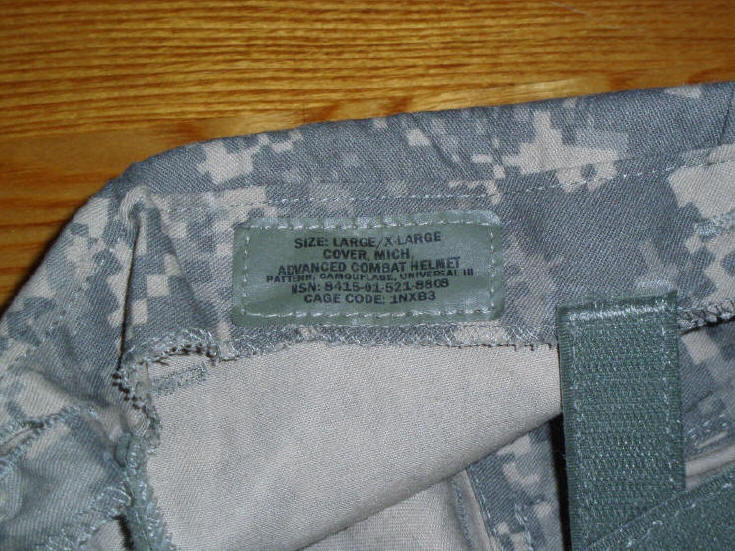 SIZE: LARGE/X-LARGE
COVER, MICH
ADVANCED COMBAT HELMET
PATTERN, CAMOUFLAGE, UNIVERSAL III
NSN: 8415-01-521-8808
CAGE CODE: 1NXB3